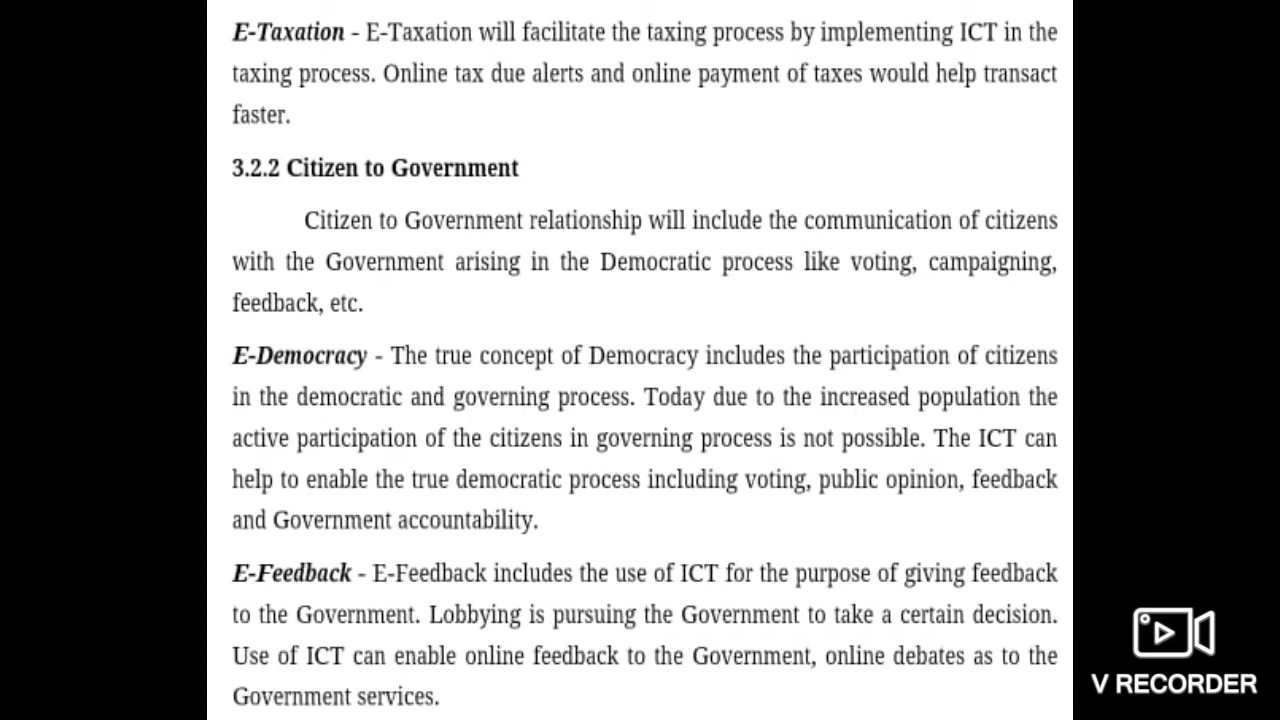 E-Taxation - E-Taxation will facilitate the taxing process by implementing ICT in the
taxing process. Online tax due alerts and online payment of taxes would help transact
faster.
3.2.2 Citizen to Government
Citizen to Government relationship will include the communication of citizens
with the Government arising in the Democratic process like voting, campaigning,
feedback, etc.
E-Democracy - The true concept of Democracy includes the participation of citizens
in the democratic and governing process. Today due to the increased population the
active participation of the citizens in governing process is not possible. The ICT can
help to enable the true democratic process including voting, public opinion, feedback
and Government accountability.
E-Feedback - E-Feedback includes the use of ICT for the purpose of giving feedback
to the Government. Lobbying is pursuing the Government to take a certain decision.
Use of ICT can enable online feedback to the Government, online debates as to the
Government services.
V RECORDER